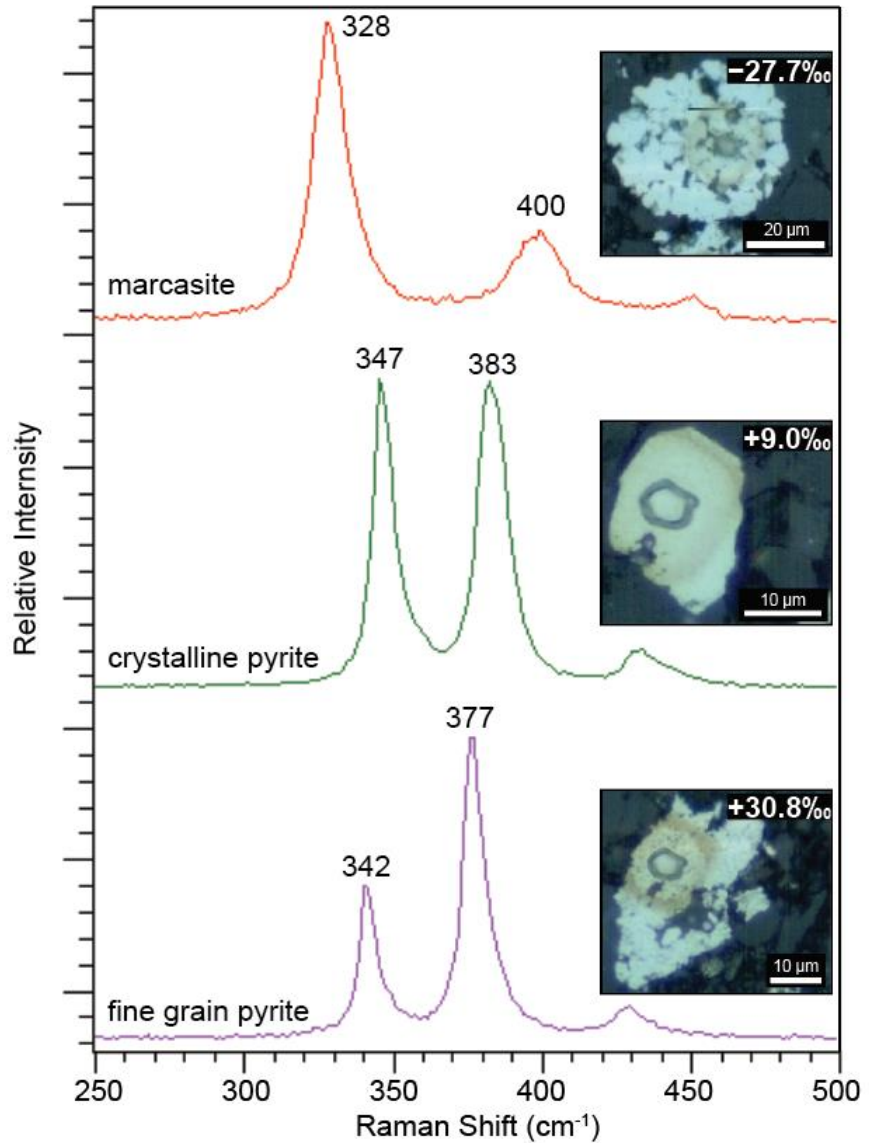 328
−27.7‰
20 µm
400
marcasite
347
383
+9.0‰
10 µm
crystalline pyrite
377
+30.8‰
342
10 µm
fine grain pyrite
Relative Internsity
250 300 350 400 450 500
Raman Shift (cm⁻¹)